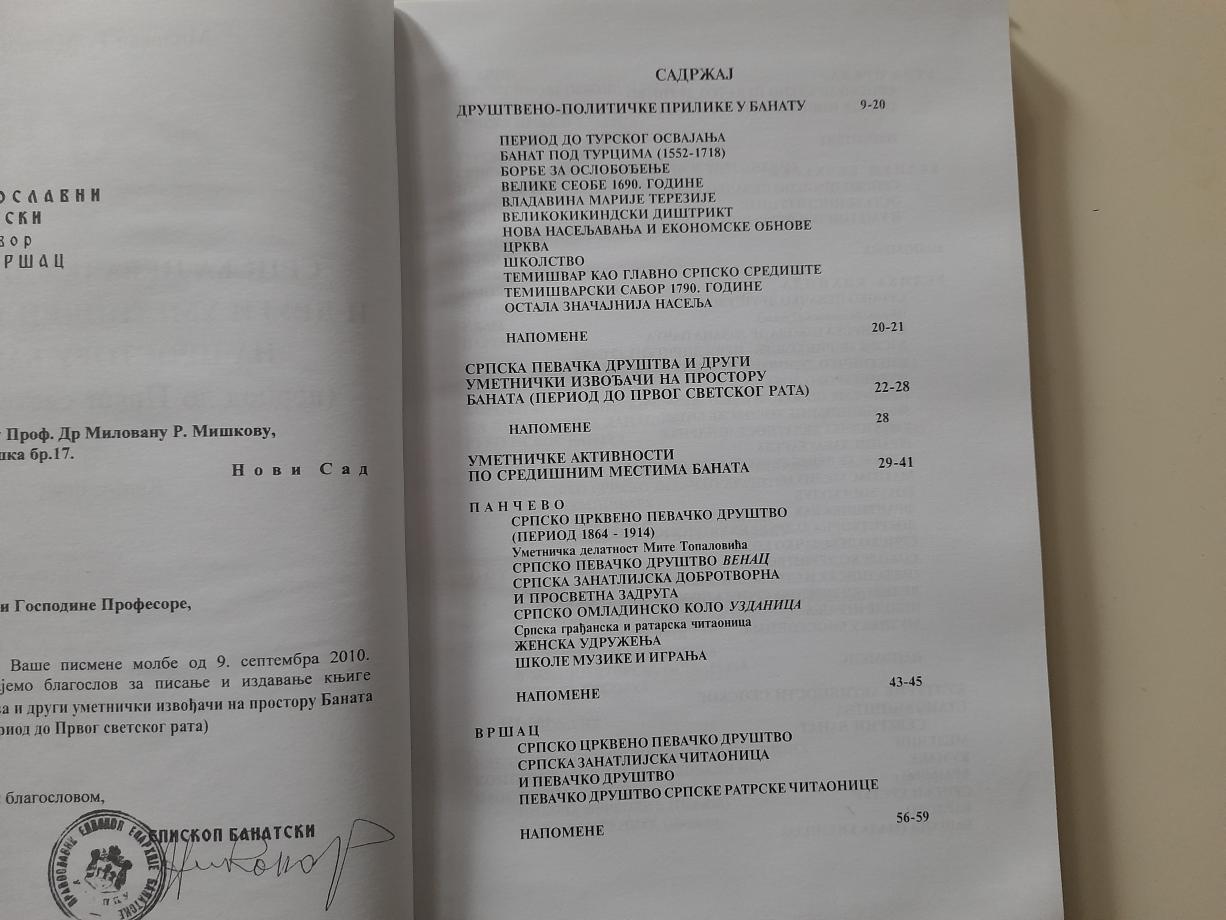 ОСЛАВНИ
СКИ
ВОР
РШАЦ
Проф. Др Миловану Р. Мишкову,
шка бр.17.
Нови Сад
и Господине Професоре,
Ваше писмене молбе од 9. септембра 2010.
јемо благослов за писање и издавање књиге
ва и други уметнички извођачи на простору Баната
риод до Првог светског рата)
благословом,
ЕПИСКОП БАНАТСКИ
САДРЖАЈ
ДРУШТВЕНО-ПОЛИТИЧКЕ ПРИЛИКЕ У БАНАТУ 9-20
ПЕРИОД ДО ТУРСКОГ ОСВАЈАЊА
БАНАТ ПОД ТУРЦИМА (1552-1718)
БОРБЕ ЗА ОСЛОБОЂЕЊЕ
ВЕЛИКЕ СЕОБЕ 1690. ГОДИНЕ
ВЛАДАВИНА МАРИЈЕ ТЕРЕЗИЈЕ
ВЕЛИКОКИКИНДСКИ ДИШТРИКТ
НОВА НАСЕЉАВАЊА И ЕКОНОМСКЕ ОБНОВЕ
ЦРКВА
ШКОЛСТВО
ТЕМИШВАР КАО ГЛАВНО СРПСКО СРЕДИШТЕ
ТЕМИШВАРСКИ САБОР 1790. ГОДИНЕ
ОСТАЛА ЗНАЧАЈНИЈА НАСЕЉА
НАПОМЕНЕ 20-21
СРПСКА ПЕВАЧКА ДРУШТВА И ДРУГИ
УМЕТНИЧКИ ИЗВОЂАЧИ НА ПРОСТОРУ
БАНАТА (ПЕРИОД ДО ПРВОГ СВЕТСКОГ РАТА) 22-28
НАПОМЕНЕ 28
УМЕТНИЧКЕ АКТИВНОСТИ
ПО СРЕДИШНИМ МЕСТИМА БАНАТА 29-41
ПАНЧЕВО
СРПСКО ЦРКВЕНО ПЕВАЧКО ДРУШТВО
(ПЕРИОД 1864 - 1914)
Уметничка делатност Мите Топаловића
СРПСКО ПЕВАЧКО ДРУШТВО ВЕНАЦ
СРПСКА ЗАНАТЛИЈСКА ДОБРОТВОРНА
И ПРОСВЕТНА ЗАДРУГА
СРПСКО ОМЛАДИНСКО КОЛО УЗДАНИЦА
Српска грађанска и ратарска читаоница
ЖЕНСКА УДРУЖЕЊА
ШКОЛЕ МУЗИКЕ И ИГРАЊА
НАПОМЕНЕ 43-45
ВРШАЦ
СРПСКО ЦРКВЕНО ПЕВАЧКО ДРУШТВО
СРПСКА ЗАНАТЛИЈСКА ЧИТАОНИЦА
И ПЕВАЧКО ДРУШТВО
ПЕВАЧКО ДРУШТВО СРПСКЕ РАТРСКЕ ЧИТАОНИЦЕ
НАПОМЕНЕ 56-59